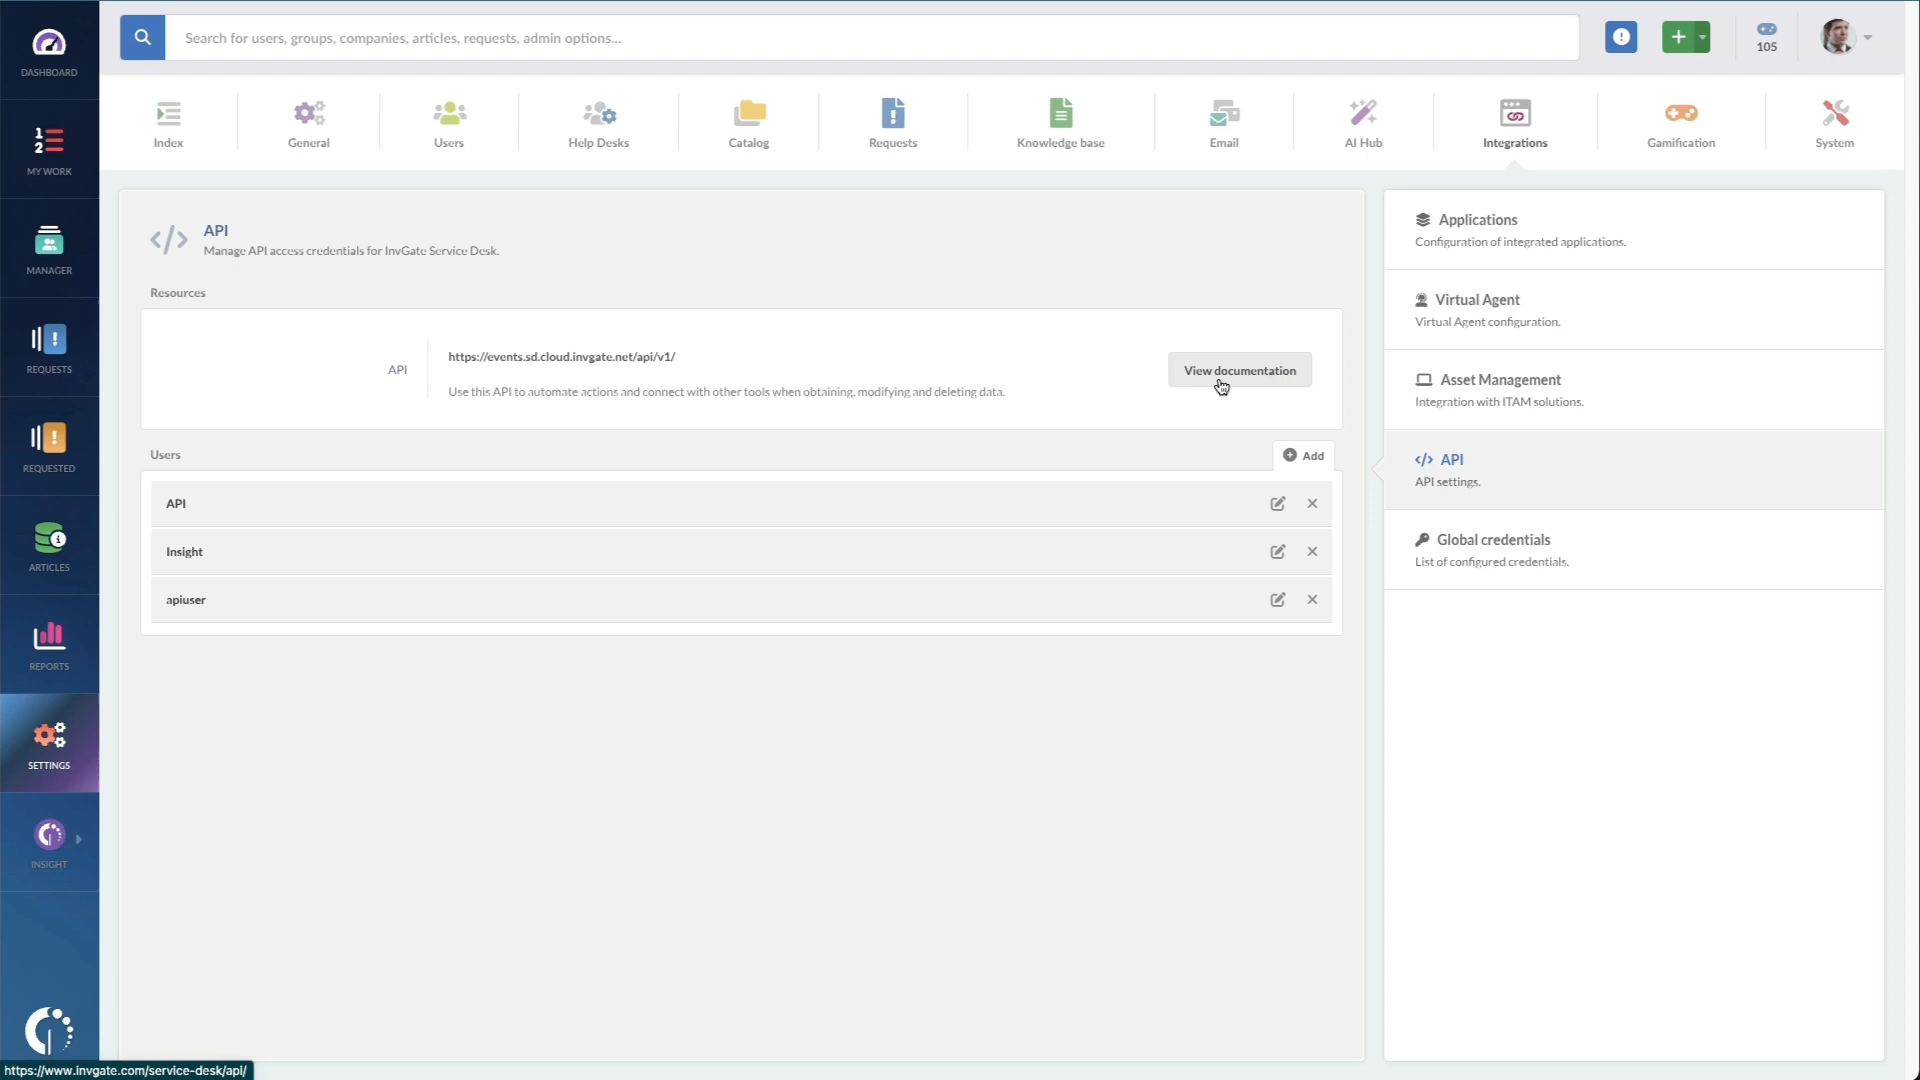 DASHBOARD
1
2
MY WORK
MANAGER
REQUESTS
REQUESTED
ARTICLES
REPORTS
SETTINGS
INSIGHT
Search for users, groups, companies, articles, requests, admin options...
105
Index
General
Users
Help Desks
Catalog
Requests
Knowledge base
Email
AI Hub
Integrations
Gamification
System
API
Manage API access credentials for InvGate Service Desk.
Resources
API
https://events.sd.cloud.invgate.net/api/v1/
Use this API to automate actions and connect with other tools when obtaining, modifying and deleting data.
View documentation
Users
Add
API
Insight
apiuser
Applications
Configuration of integrated applications.
Virtual Agent
Virtual Agent configuration.
Asset Management
Integration with ITAM solutions.
API
API settings.
Global credentials
List of configured credentials.
https://www.invgate.com/service-desk/api/